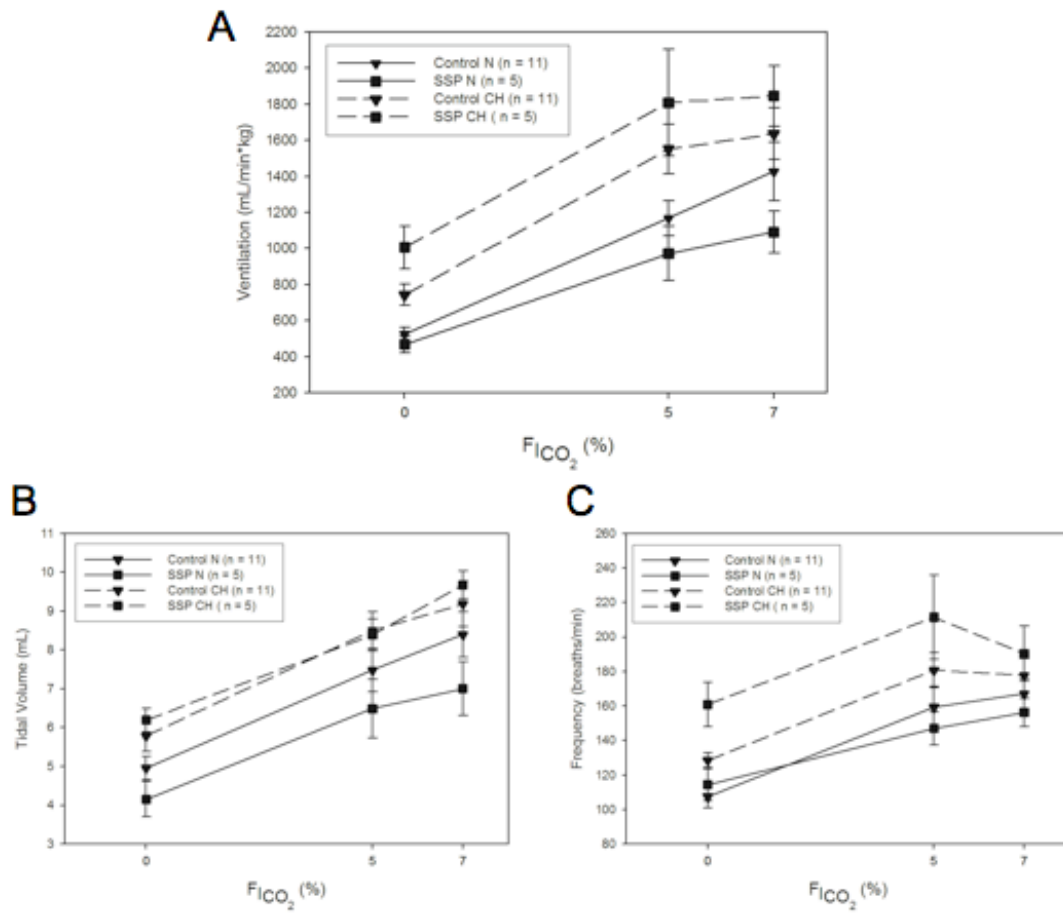 A
2200
2000
1800
1600
1400
1200
1000
800
600
400
200
Ventilation (mL/min*kg)
Control N (n = 11)
SSP N (n = 5)
Control CH (n = 11)
SSP CH ( n = 5)
0 5 7
FICO2 (%)
B
11
10
9
8
7
6
5
4
3
Tidal Volume (mL)
Control N (n = 11)
SSP N (n = 5)
Control CH (n = 11)
SSP CH ( n = 5)
0 5 7
FICO2 (%)
C
260
240
220
200
180
160
140
120
100
80
Frequency (breaths/min)
Control N (n = 11)
SSP N (n = 5)
Control CH (n = 11)
SSP CH ( n = 5)
0 5 7
FICO2 (%)